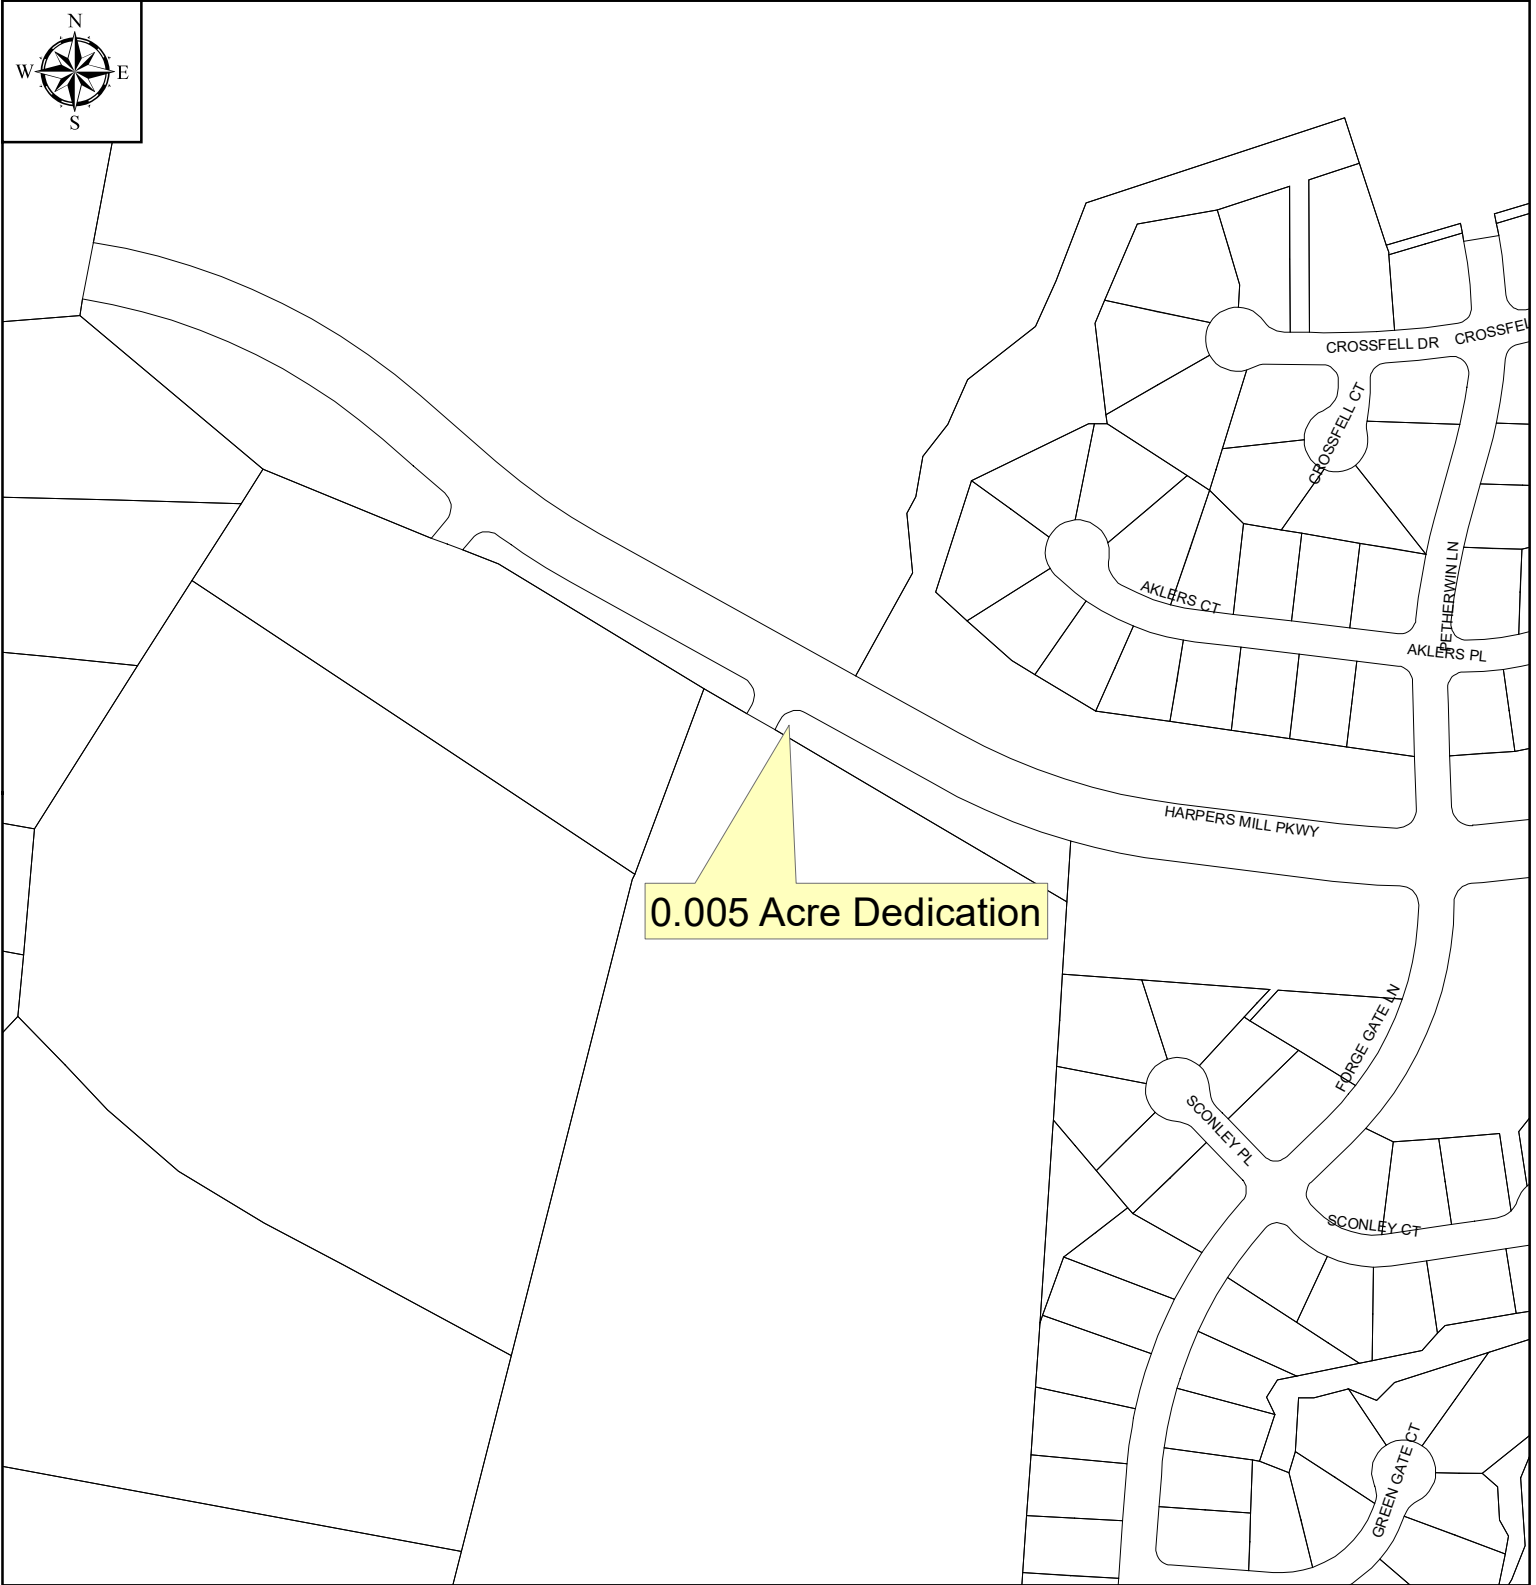 N
W E
S
CROSSFELL DR
CROSSFEL
CROSSFELL CT
PETHERWIN LN
AKLERS CT
AKLERS PL
HARPERS MILL PKWY
0.005 Acre Dedication
FORGE GATE LN
SCONLEY PL
SCONLEY CT
GREEN GATE CT